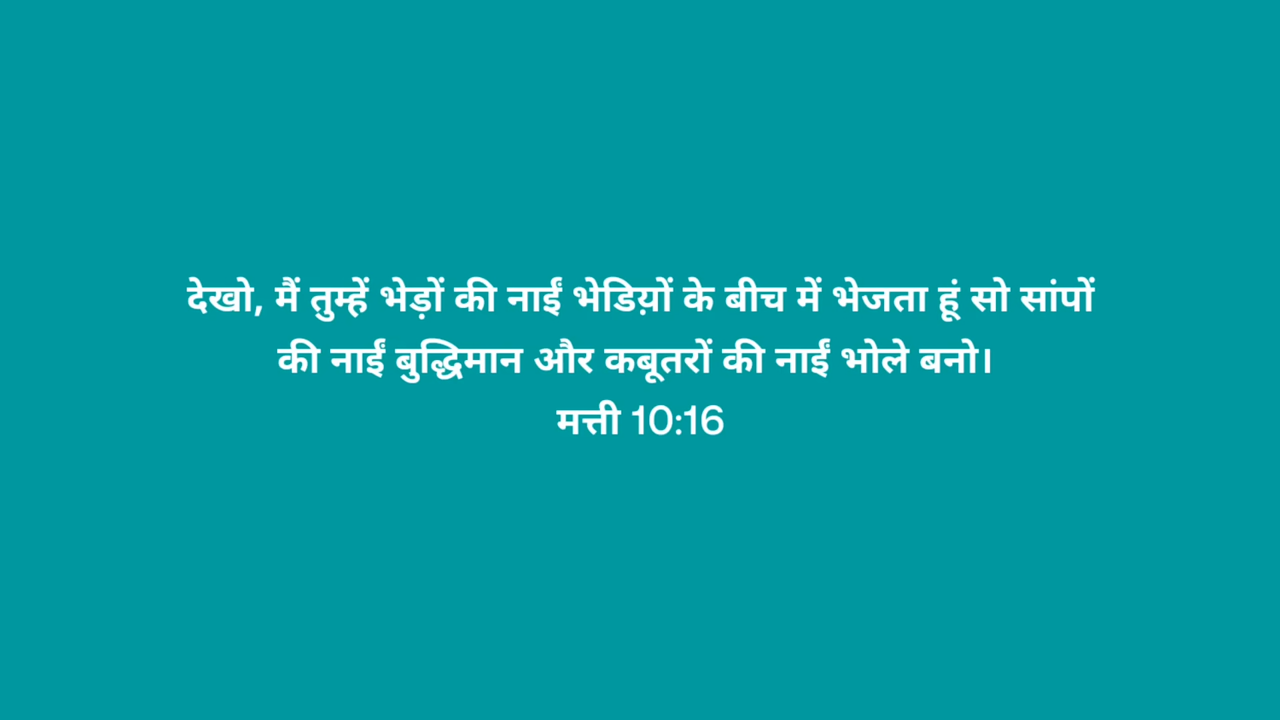 देखो, मैं तुम्हें भेड़ों की नाईं भेडिय़ों के बीच में भेजता हूं सो सांपों
की नाईं बुद्धिमान और कबूतरों की नाईं भोले बनो।
मत्ती 10:16